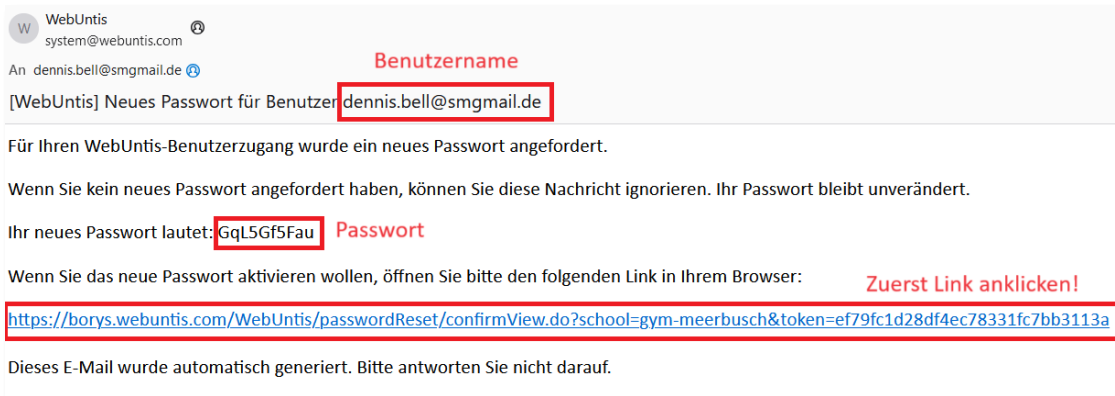 W
WebUntis
system@webuntis.com
An dennis.bell@smgmail.de
Benutzername
[WebUntis] Neues Passwort für Benutzer dennis.bell@smgmail.de
Für Ihren WebUntis-Benutzerzugang wurde ein neues Passwort angefordert.
Wenn Sie kein neues Passwort angefordert haben, können Sie diese Nachricht ignorieren. Ihr Passwort bleibt unverändert.
Ihr neues Passwort lautet: GqL5Gf5Fau Passwort
Wenn Sie das neue Passwort aktivieren wollen, öffnen Sie bitte den folgenden Link in Ihrem Browser:
Zuerst Link anklicken!
https://borys.webuntis.com/WebUntis/passwordReset/confirmView.do?school=gym-meerbusch&token=ef79fc1d28df4ec78331fc7bb3113a
Dieses E-Mail wurde automatisch generiert. Bitte antworten Sie nicht darauf.